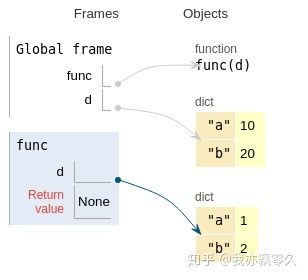 Frames Objects
Global frame
function
func
func(d)
d
dict
"a" 10
"b" 20
func
d
Return
value
None
dict
"a" 1
"b" 2
知乎 @我亦飘零久